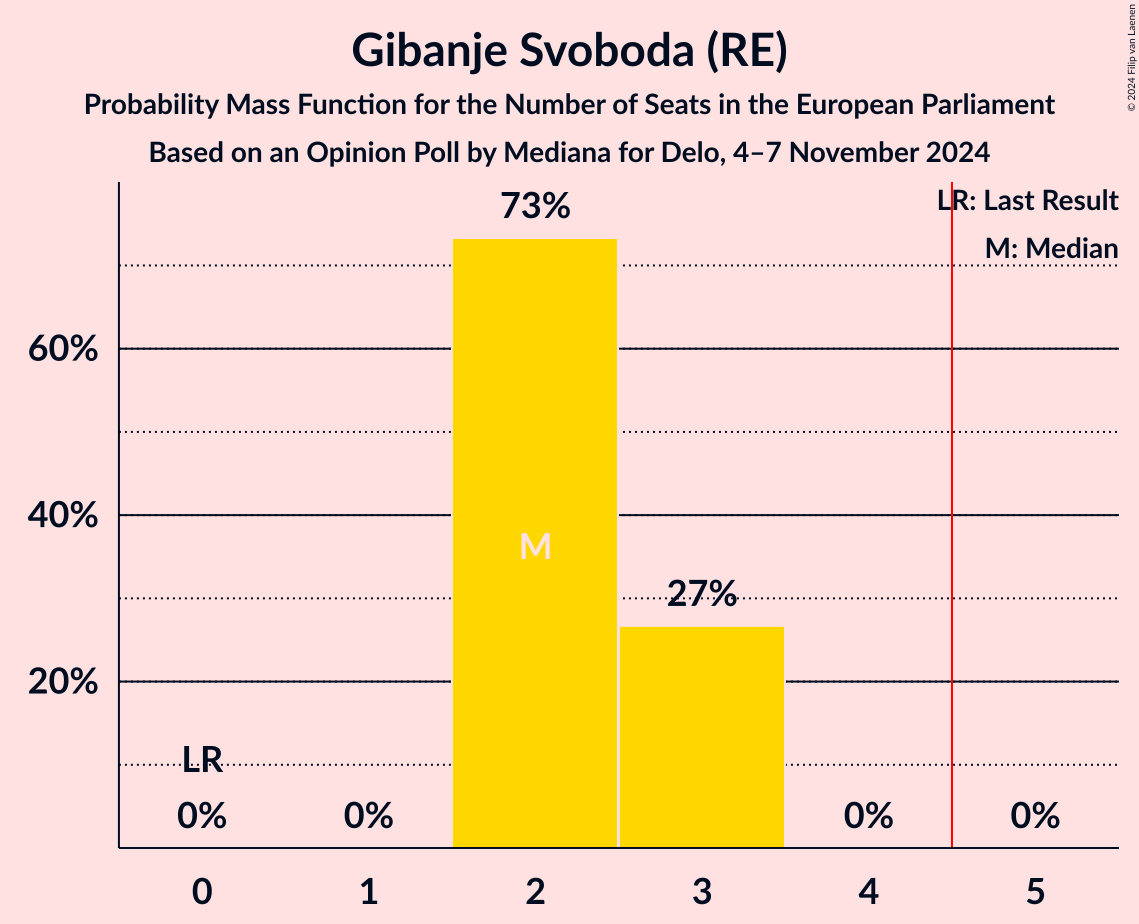 Gibanje Svoboda (RE)
Probability Mass Function for the Number of Seats in the European Parliament
Based on an Opinion Poll by Mediana for Delo, 4–7 November 2024
© 2024 Filip van Laenen
LR: Last Result
M: Median
73%
60%
40%
M
27%
20%
LR
0%
0%
0%
0%
0
1
2
3
4
5